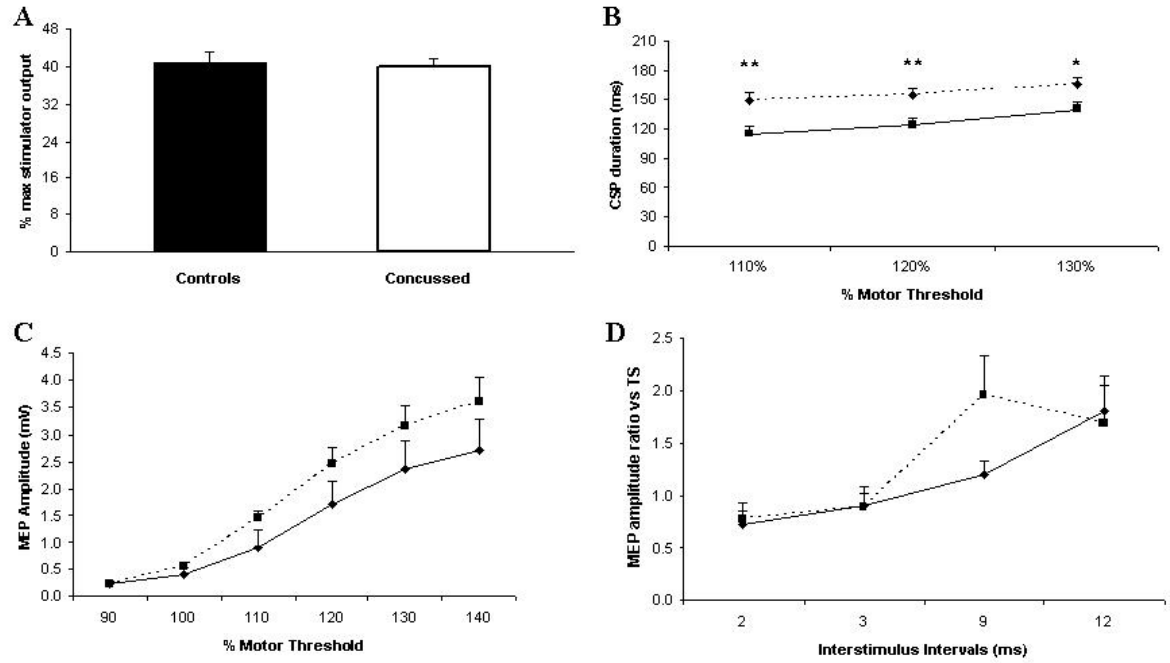 A
% max stimulator output
48
40
32
24
16
8
0
Controls
Concussed
B
CSP duration (ms)
210
180
150
120
90
60
30
0
** ** *
110% 120% 130%
% Motor Threshold
C
MEP Amplitude (mV)
4.5
4.0
3.5
3.0
2.5
2.0
1.5
1.0
0.5
0.0
90 100 110 120 130 140
% Motor Threshold
D
MEP amplitude ratio vs TS
2.5
2.0
1.5
1.0
0.5
0.0
2 3 9 12
Interstimulus Intervals (ms)